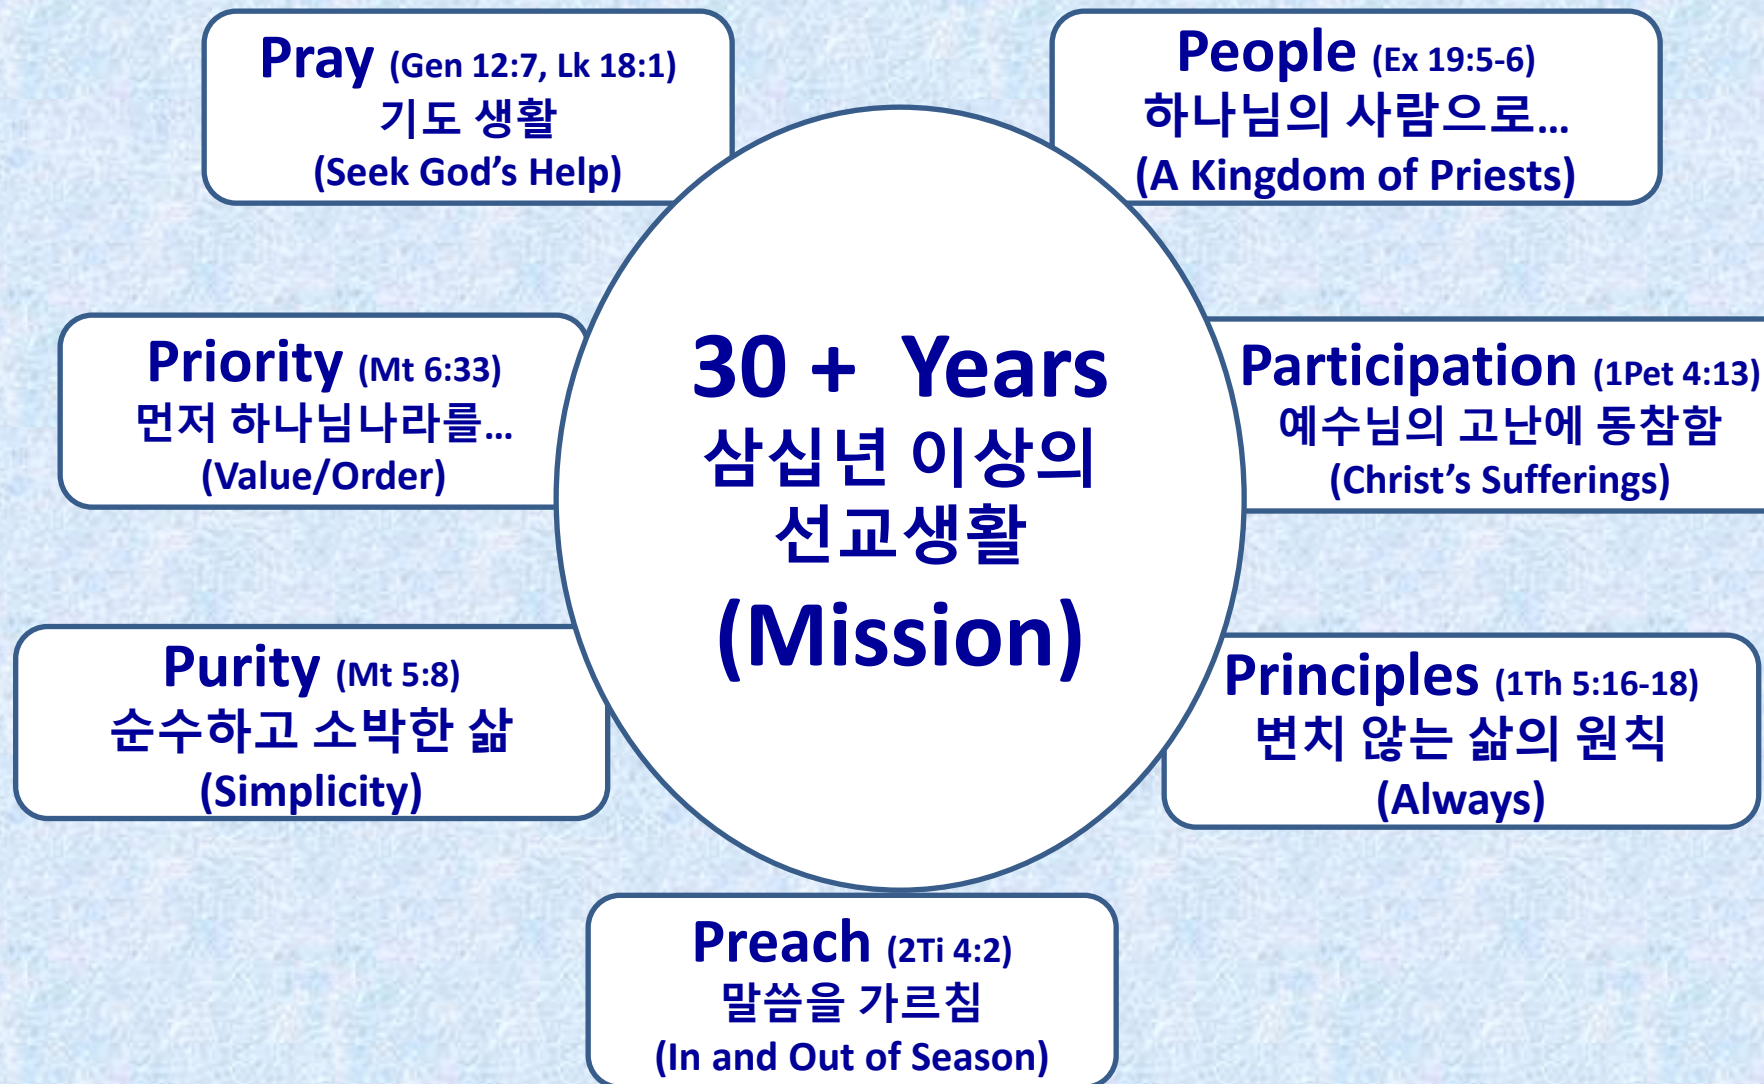 Pray (Gen 12:7, Lk 18:1)
기도 생활
(Seek God’s Help)
People (Ex 19:5-6)
하나님의 사람으로…
(A Kingdom of Priests)
Priority (Mt 6:33)
먼저 하나님나라를…
(Value/Order)
30 + Years
삼십년 이상의
선교생활
(Mission)
Participation (1Pet 4:13)
예수님의 고난에 동참함
(Christ’s Sufferings)
Purity (Mt 5:8)
순수하고 소박한 삶
(Simplicity)
Principles (1Th 5:16-18)
변치 않는 삶의 원칙
(Always)
Preach (2Ti 4:2)
말씀을 가르침
(In and Out of Season)